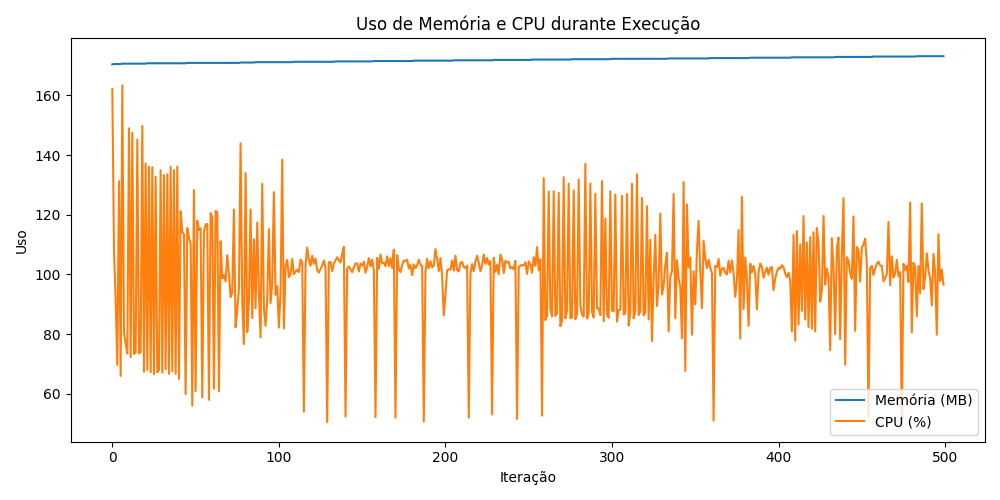 Uso de Memória e CPU durante Execução
Uso
160
140
120
100
80
60
0
100
200
300
400
500
Iteração
Memória (MB)
CPU (%)